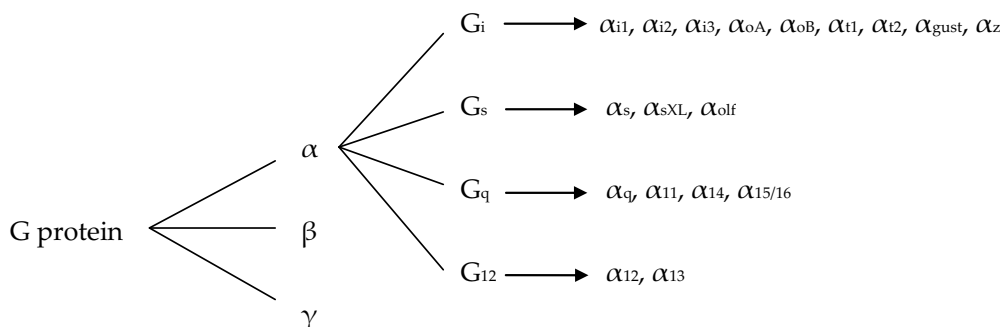 Gi αi1, αi2, αi3, αoA, αoB, αt1, αt2, αgust, αz
Gs αs, αsXL, αolf
α
Gq αq, α11, α14, α15/16
G protein β
G12 α12, α13
γ